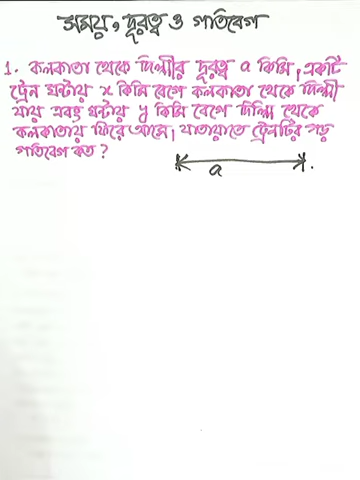 সময়, দূরত্ব ও গতিবেগ
1. কলকাতা থেকে দিল্লীর দূরত্ব a কিমি, একটি
ট্রেন ঘন্টায় x কিমি বেগে কলকাতা থেকে দিল্লী
যায় এবং ঘন্টায় y কিমি বেগে দিল্লি থেকে
কলকাতায় ফিরে আসে, যাতায়াতে ট্রেনটির গড়
গতিবেগ কত ?
a